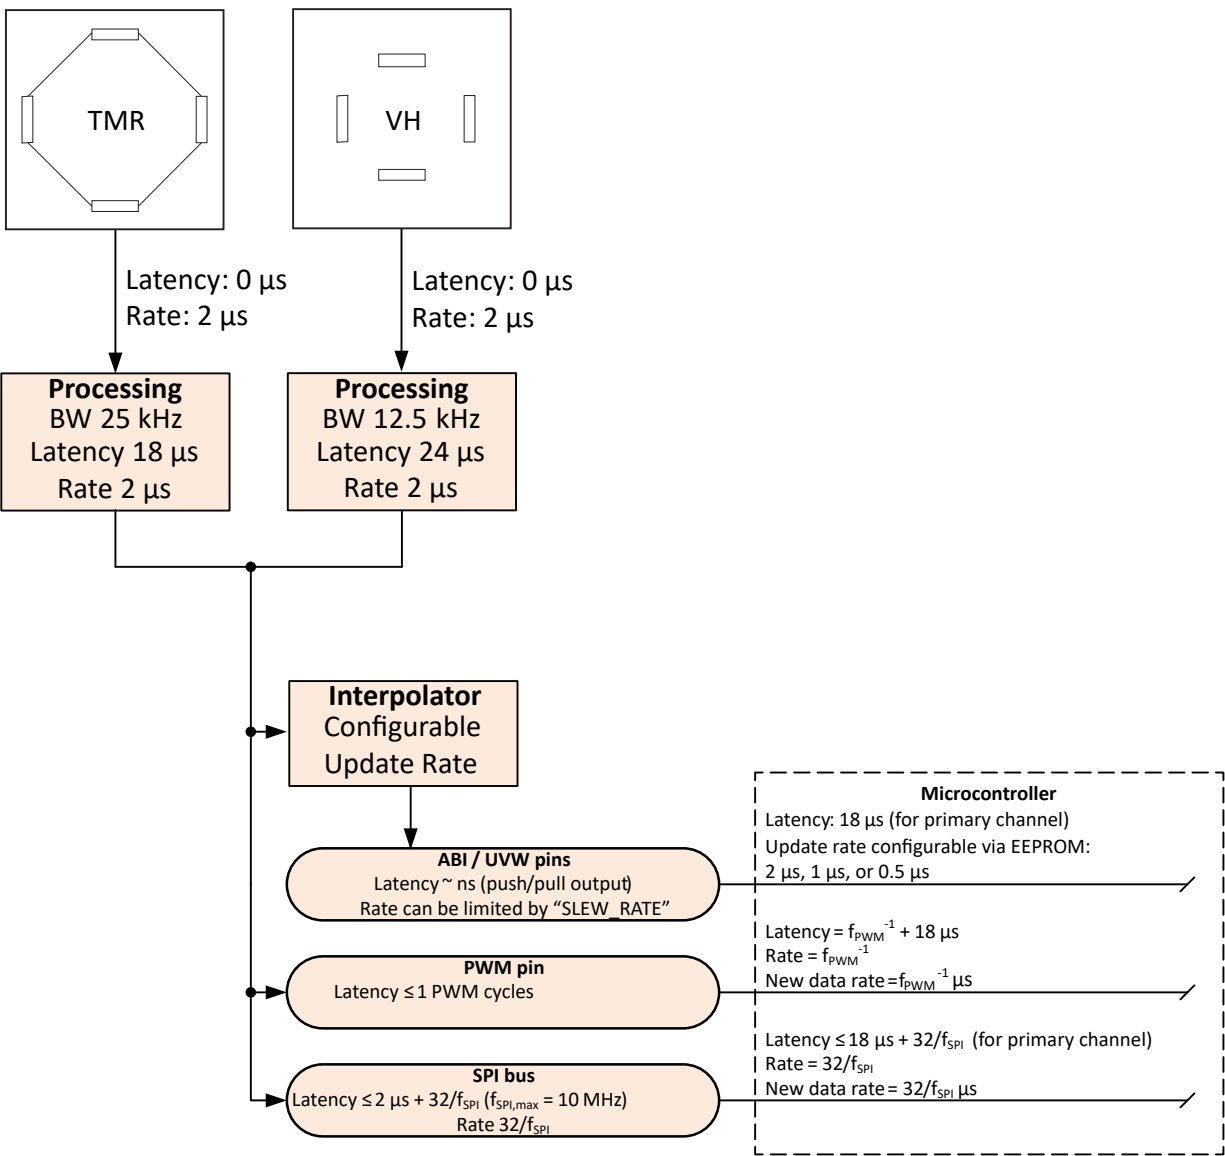 TMR
VH
Latency: 0 µs
Rate: 2 µs
Latency: 0 µs
Rate: 2 µs
Processing
BW 25 kHz
Latency 18 µs
Rate 2 µs
Processing
BW 12.5 kHz
Latency 24 µs
Rate 2 µs
Interpolator
Configurable
Update Rate
ABI / UVW pins
Latency ~ ns (push/pull output)
Rate can be limited by “SLEW_RATE”
PWM pin
Latency ≤ 1 PWM cycles
SPI bus
Latency ≤ 2 µs + 32/fSPI (fSPI,max = 10 MHz)
Rate 32/fSPI
Microcontroller
Latency: 18 µs (for primary channel)
Update rate configurable via EEPROM:
2 µs, 1 µs, or 0.5 µs
Latency = fPWM⁻¹ + 18 µs
Rate = fPWM⁻¹
New data rate = fPWM⁻¹ µs
Latency ≤ 18 µs + 32/fSPI (for primary channel)
Rate = 32/fSPI
New data rate = 32/fSPI µs